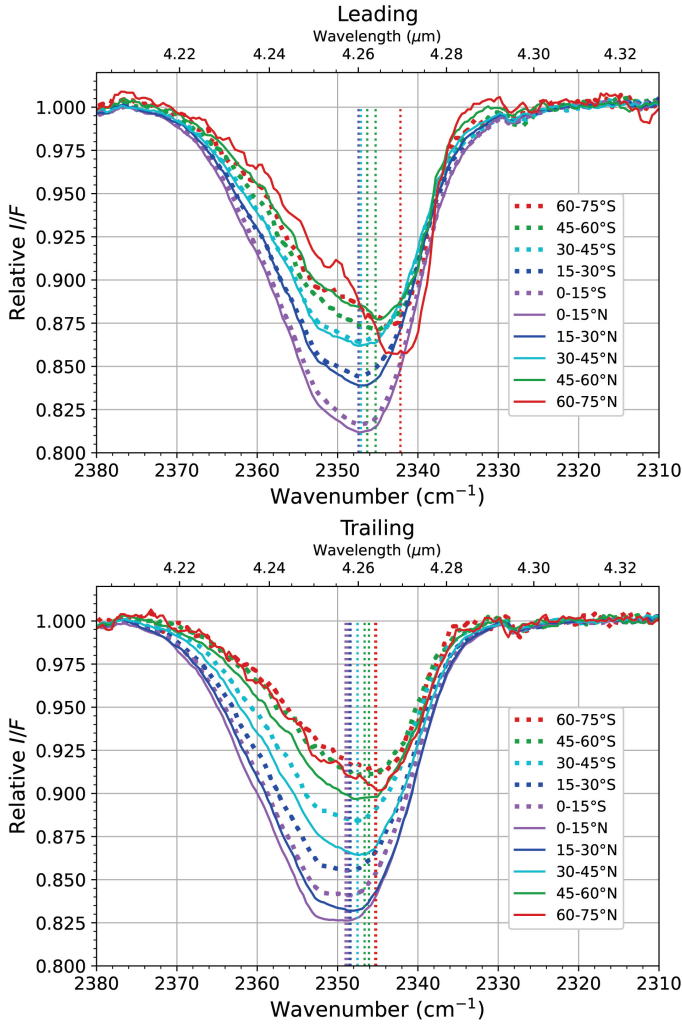 Leading
Wavelength (μm)
4.22 4.24 4.26 4.28 4.30 4.32
1.000
0.975
0.950
0.925
0.900
0.875
0.850
0.825
0.800
Relative I/F
60-75°S
45-60°S
30-45°S
15-30°S
0-15°S
0-15°N
15-30°N
30-45°N
45-60°N
60-75°N
2380 2370 2360 2350 2340 2330 2320 2310
Wavenumber (cm⁻¹)
Trailing
Wavelength (μm)
4.22 4.24 4.26 4.28 4.30 4.32
1.000
0.975
0.950
0.925
0.900
0.875
0.850
0.825
0.800
Relative I/F
60-75°S
45-60°S
30-45°S
15-30°S
0-15°S
0-15°N
15-30°N
30-45°N
45-60°N
60-75°N
2380 2370 2360 2350 2340 2330 2320 2310
Wavenumber (cm⁻¹)